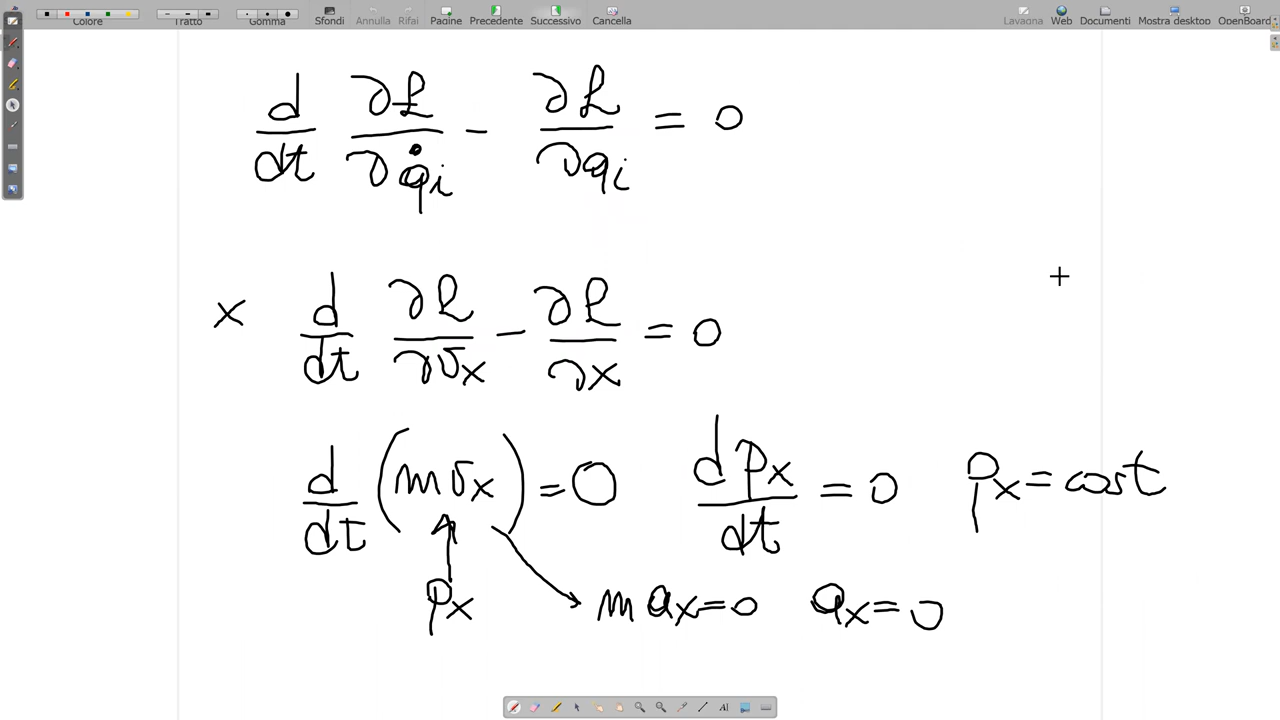 Colore Tratto Gomma Sfondi Annulla Rifai Pagine Precedente Successivo Cancella Lavagna Web Documenti Mostra desktop OpenBoard
d/dt ∂ℒ/∂q̇i - ∂ℒ/∂qi = 0
x d/dt ∂ℒ/∂vx - ∂ℒ/∂x = 0
d/dt (m vx) = 0 dpx/dt = 0 px = cost
px max = 0 ax = 0